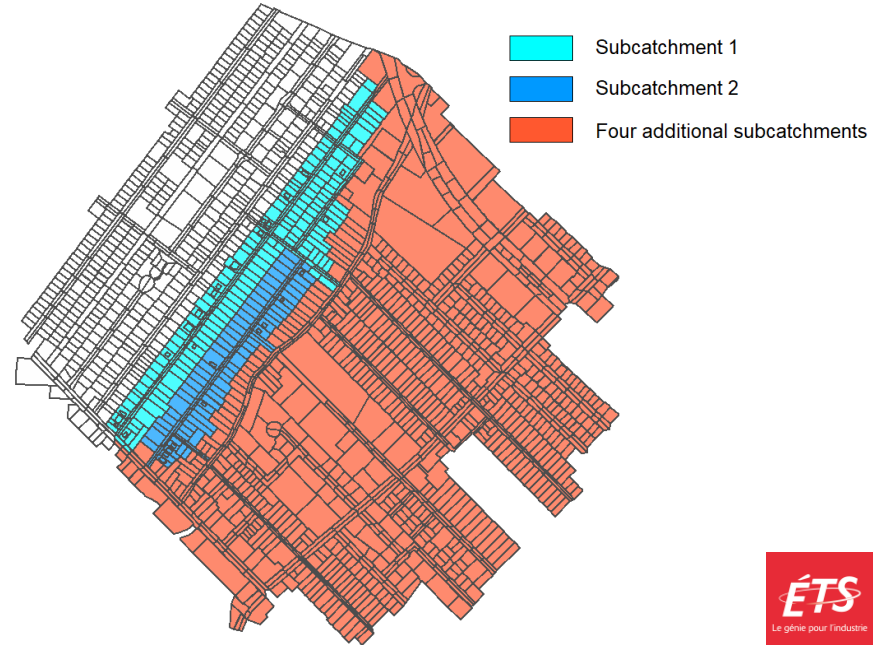 Subcatchment 1
Subcatchment 2
Four additional subcatchments
ÉTS
Le génie pour l'industrie